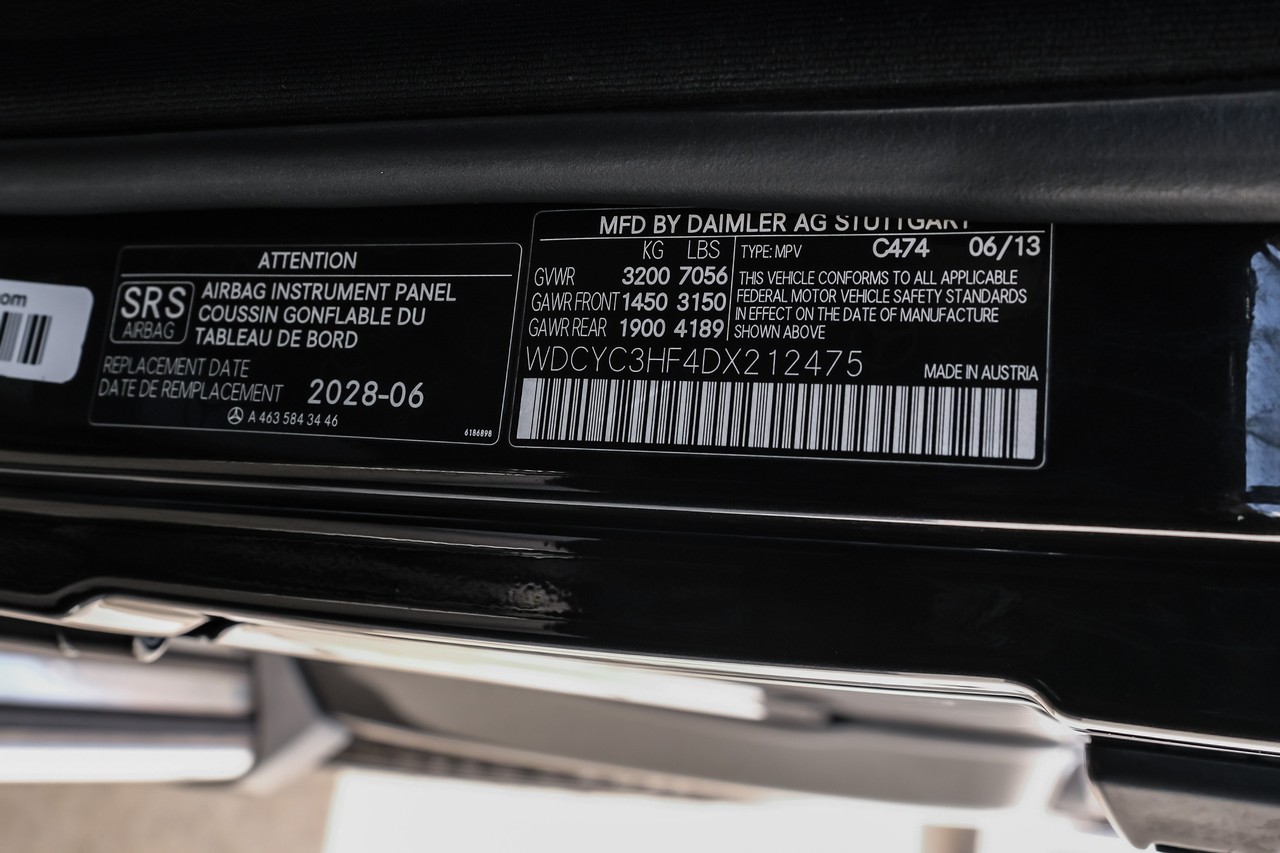 om
ATTENTION
SRS
AIRBAG
AIRBAG INSTRUMENT PANEL
COUSSIN GONFLABLE DU
TABLEAU DE BORD
REPLACEMENT DATE
DATE DE REMPLACEMENT 2028-06
A 463 584 34 46
6186898
MFD BY DAIMLER AG STUTTGART
KG LBS
GVWR 3200 7056
GAWR FRONT 1450 3150
GAWR REAR 1900 4189
TYPE: MPV C474 06/13
THIS VEHICLE CONFORMS TO ALL APPLICABLE
FEDERAL MOTOR VEHICLE SAFETY STANDARDS
IN EFFECT ON THE DATE OF MANUFACTURE
SHOWN ABOVE
WDCYC3HF4DX212475
MADE IN AUSTRIA